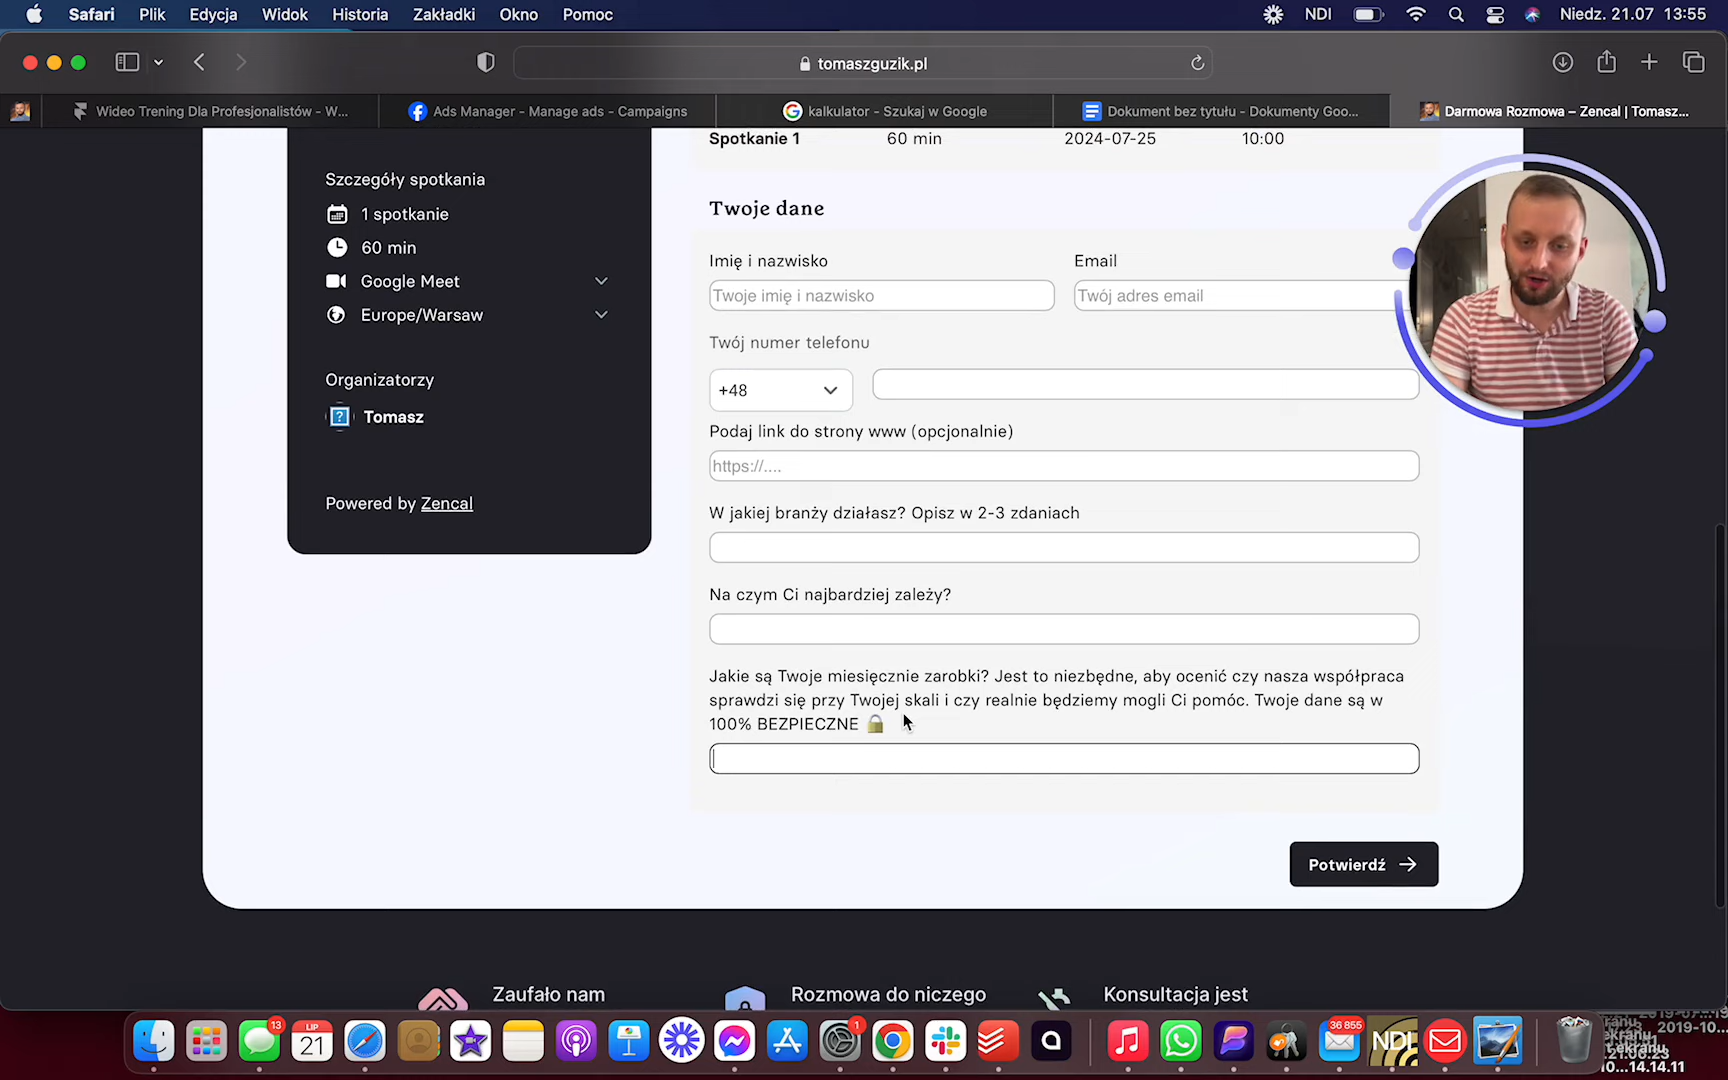 Safari Plik Edycja Widok Historia Zakładki Okno Pomoc NDI Niedz. 21.07 13:55
tomaszguzik.pl
Wideo Trening Dla Profesjonalistów - W...
Ads Manager - Manage ads - Campaigns
kalkulator - Szukaj w Google
Dokument bez tytułu - Dokumenty Goo...
Darmowa Rozmowa – Zencal | Tomasz...
Szczegóły spotkania
1 spotkanie
60 min
Google Meet
Europe/Warsaw
Organizatorzy
Tomasz
Powered by Zencal
Spotkanie 1 60 min 2024-07-25 10:00
Twoje dane
Imię i nazwisko Email
Twoje imię i nazwisko Twój adres email
Twój numer telefonu
+48
Podaj link do strony www (opcjonalnie)
https://....
W jakiej branży działasz? Opisz w 2-3 zdaniach
Na czym Ci najbardziej zależy?
Jakie są Twoje miesięcznie zarobki? Jest to niezbędne, aby ocenić czy nasza współpraca
sprawdzi się przy Twojej skali i czy realnie będziemy mogli Ci pomóc. Twoje dane są w
100% BEZPIECZNE
Potwierdź
Zaufało nam Rozmowa do niczego Konsultacja jest
13
LIP
21
1
36 855
NDI
2019-10...
...14.14.11